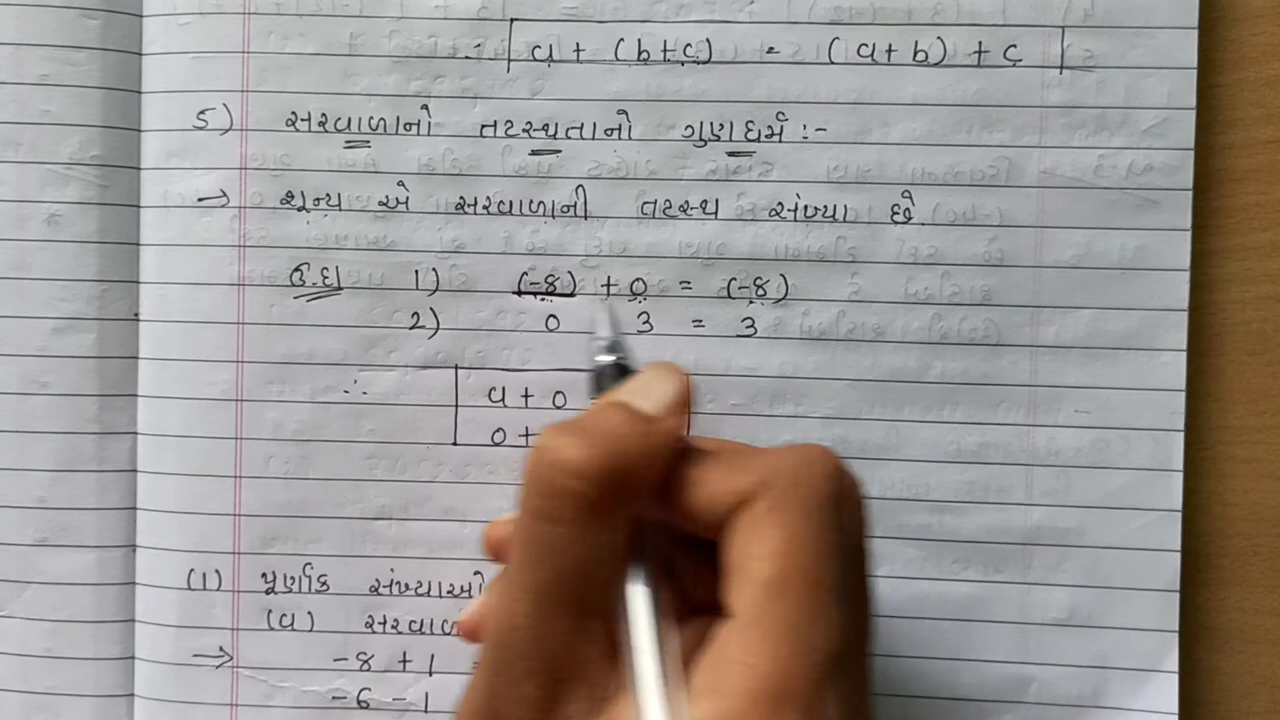 ∴ a + (b+c) = (a+b) + c
5) સરવાળાનો તટસ્થતાનો ગુણધર્મ :-
→ શૂન્ય એ સરવાળાની તટસ્થ સંખ્યા છે.
ઉ.દા 1) (-8) + 0 = (-8)
2) 0 3 = 3
∴ a + 0
0 +
(1) પૂર્ણાંક સંખ્યાઓ
(a)
→ -8 + 1 =
-6 - 1